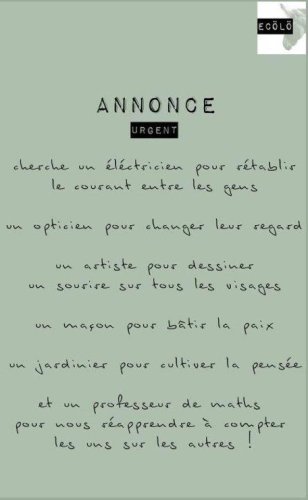 ECÕLÕ
ANNONCE
URGENT
cherche un éléctricien pour rétablir
le courant entre les gens
un opticien pour changer leur regard
un artiste pour dessiner
un sourire sur tous les visages
un maçon pour bâtir la paix
un jardinier pour cultiver la pensée
et un professeur de maths
pour nous réapprendre à compter
les uns sur les autres !